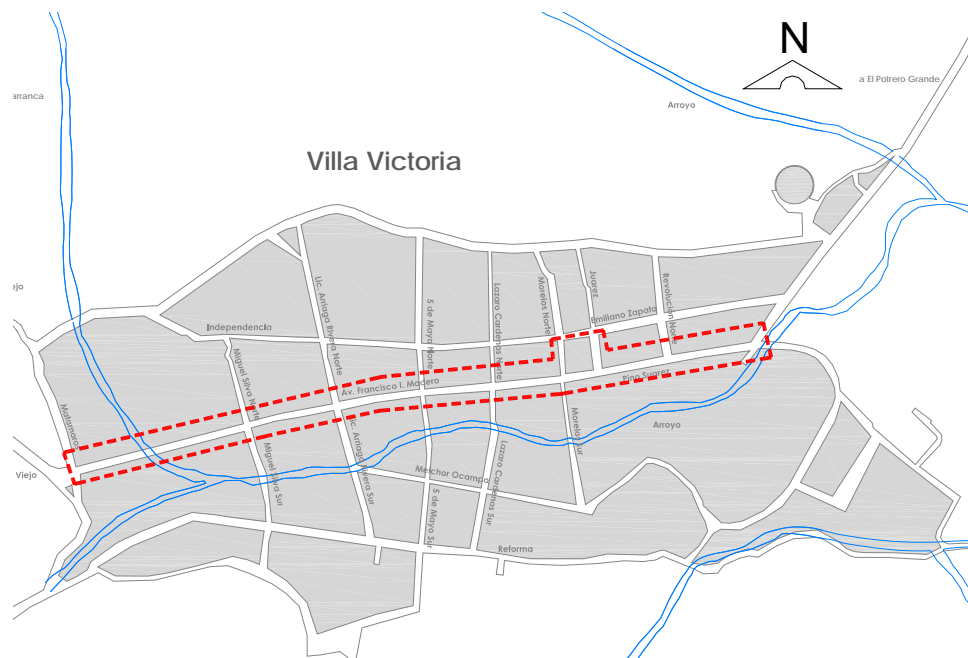 N
a El Potrero Grande
arranca
Arroyo
Villa Victoria
ejo
Lic. Arriaga Rivera Norte
5 de Mayo Norte
Lazaro Cardenas Norte
Morelos Norte
Juarez
Revolución Norte
Emiliano Zapata
Independencia
Miguel Silva Norte
Av. Francisco I. Madero
Pino Suarez
Matamoros
Lic. Arriaga Rivera Sur
Morelos Sur
Arroyo
Miguel Silva Sur
Lazaro Cardenas Sur
Viejo
Melchor Ocampo
5 de Mayo Sur
Reforma